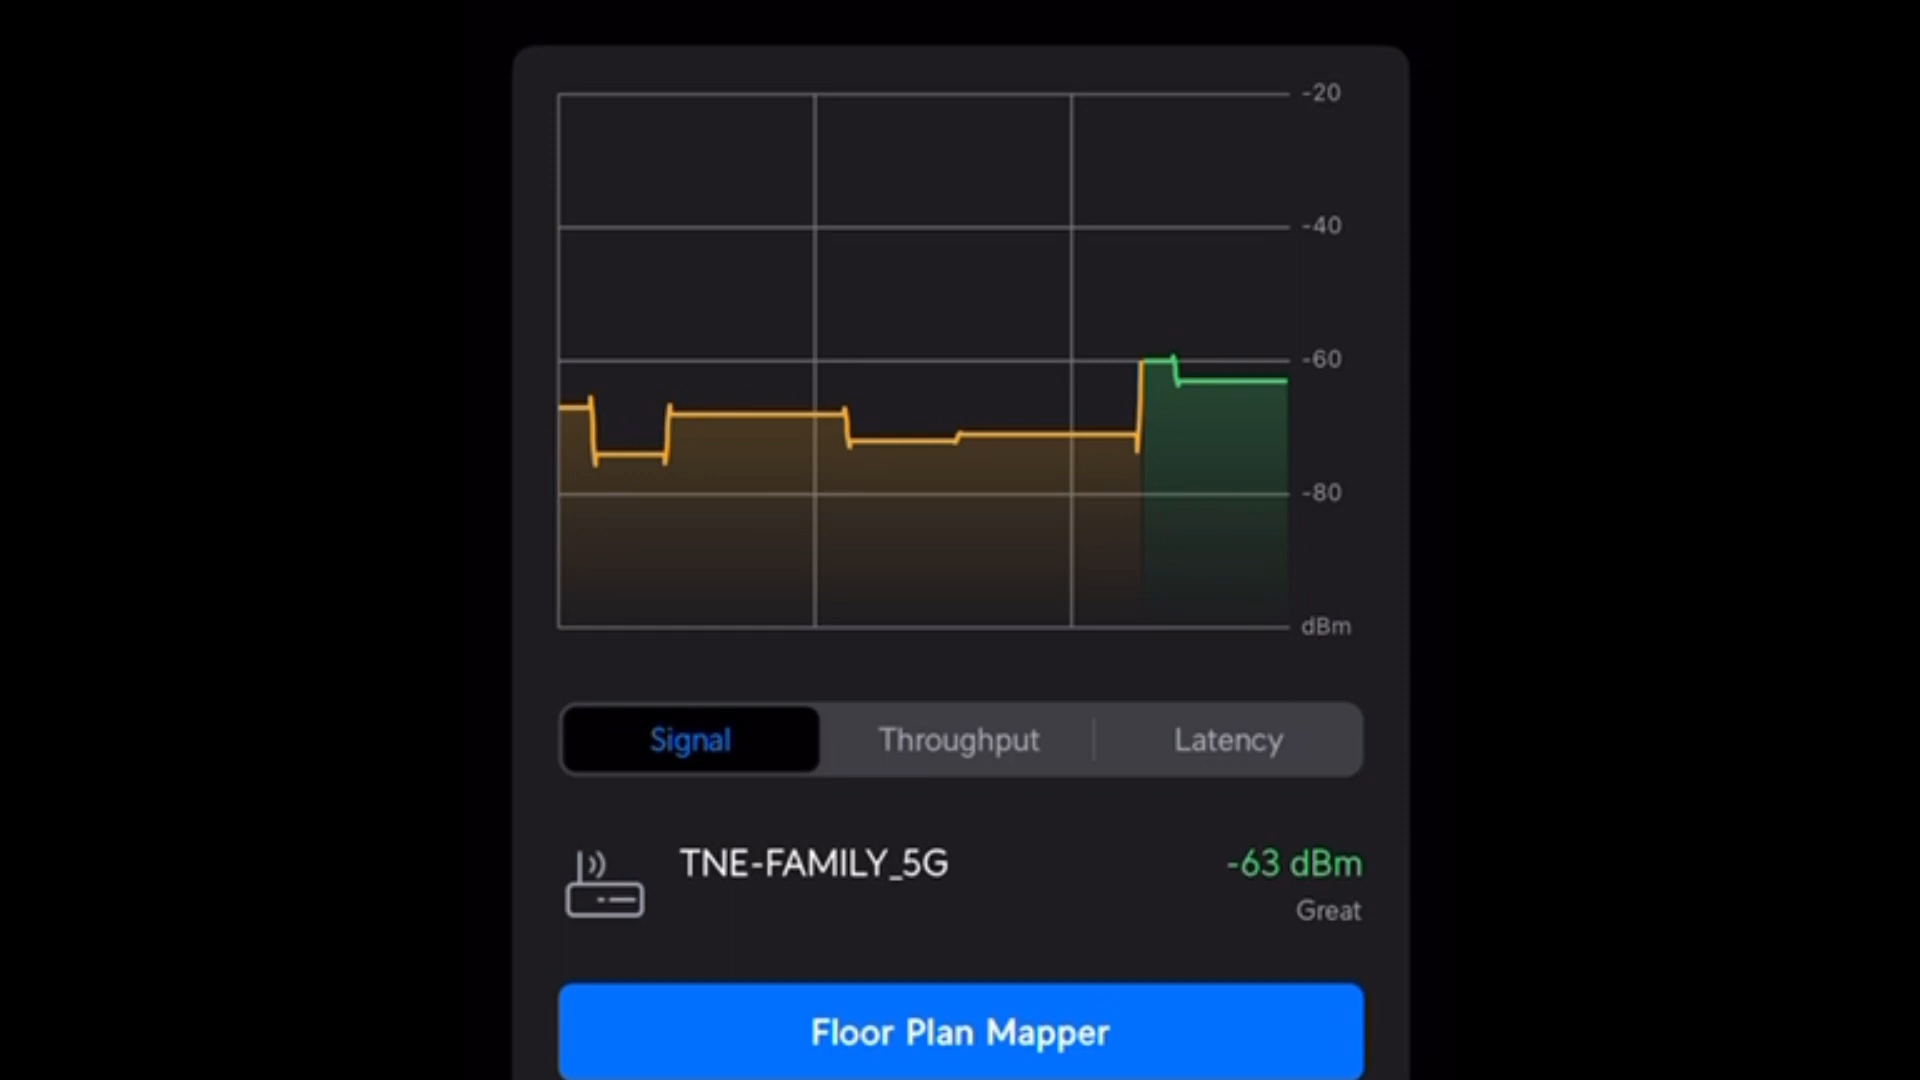 -20
-40
-60
-80
dBm
Signal
Throughput
Latency
TNE-FAMILY_5G
-63 dBm
Great
Floor Plan Mapper